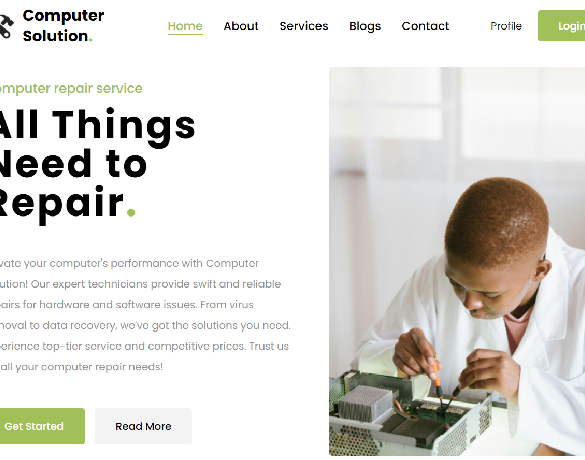 Computer
Solution.
Home About Services Blogs Contact Profile Login
omputer repair service
All Things
Need to
Repair.
vate your computer's performance with Computer
ution! Our expert technicians provide swift and reliable
airs for hardware and software issues. From virus
moval to data recovery, we've got the solutions you need.
perience top-tier service and competitive prices. Trust us
all your computer repair needs!
Get Started Read More